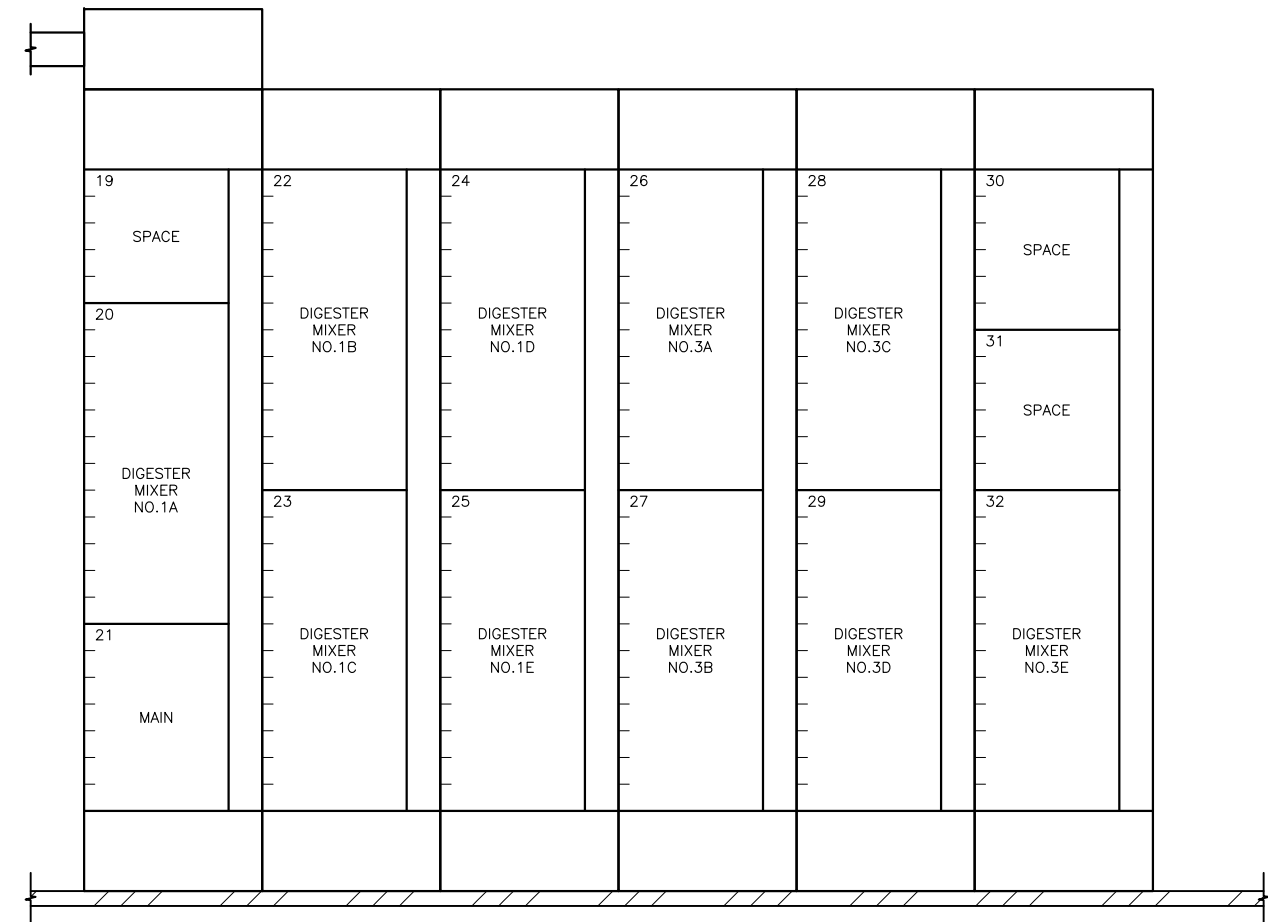 19
SPACE
20
DIGESTER
MIXER
NO.1A
21
MAIN
22
DIGESTER
MIXER
NO.1B
23
DIGESTER
MIXER
NO.1C
24
DIGESTER
MIXER
NO.1D
25
DIGESTER
MIXER
NO.1E
26
DIGESTER
MIXER
NO.3A
27
DIGESTER
MIXER
NO.3B
28
DIGESTER
MIXER
NO.3C
29
DIGESTER
MIXER
NO.3D
30
SPACE
31
SPACE
32
DIGESTER
MIXER
NO.3E